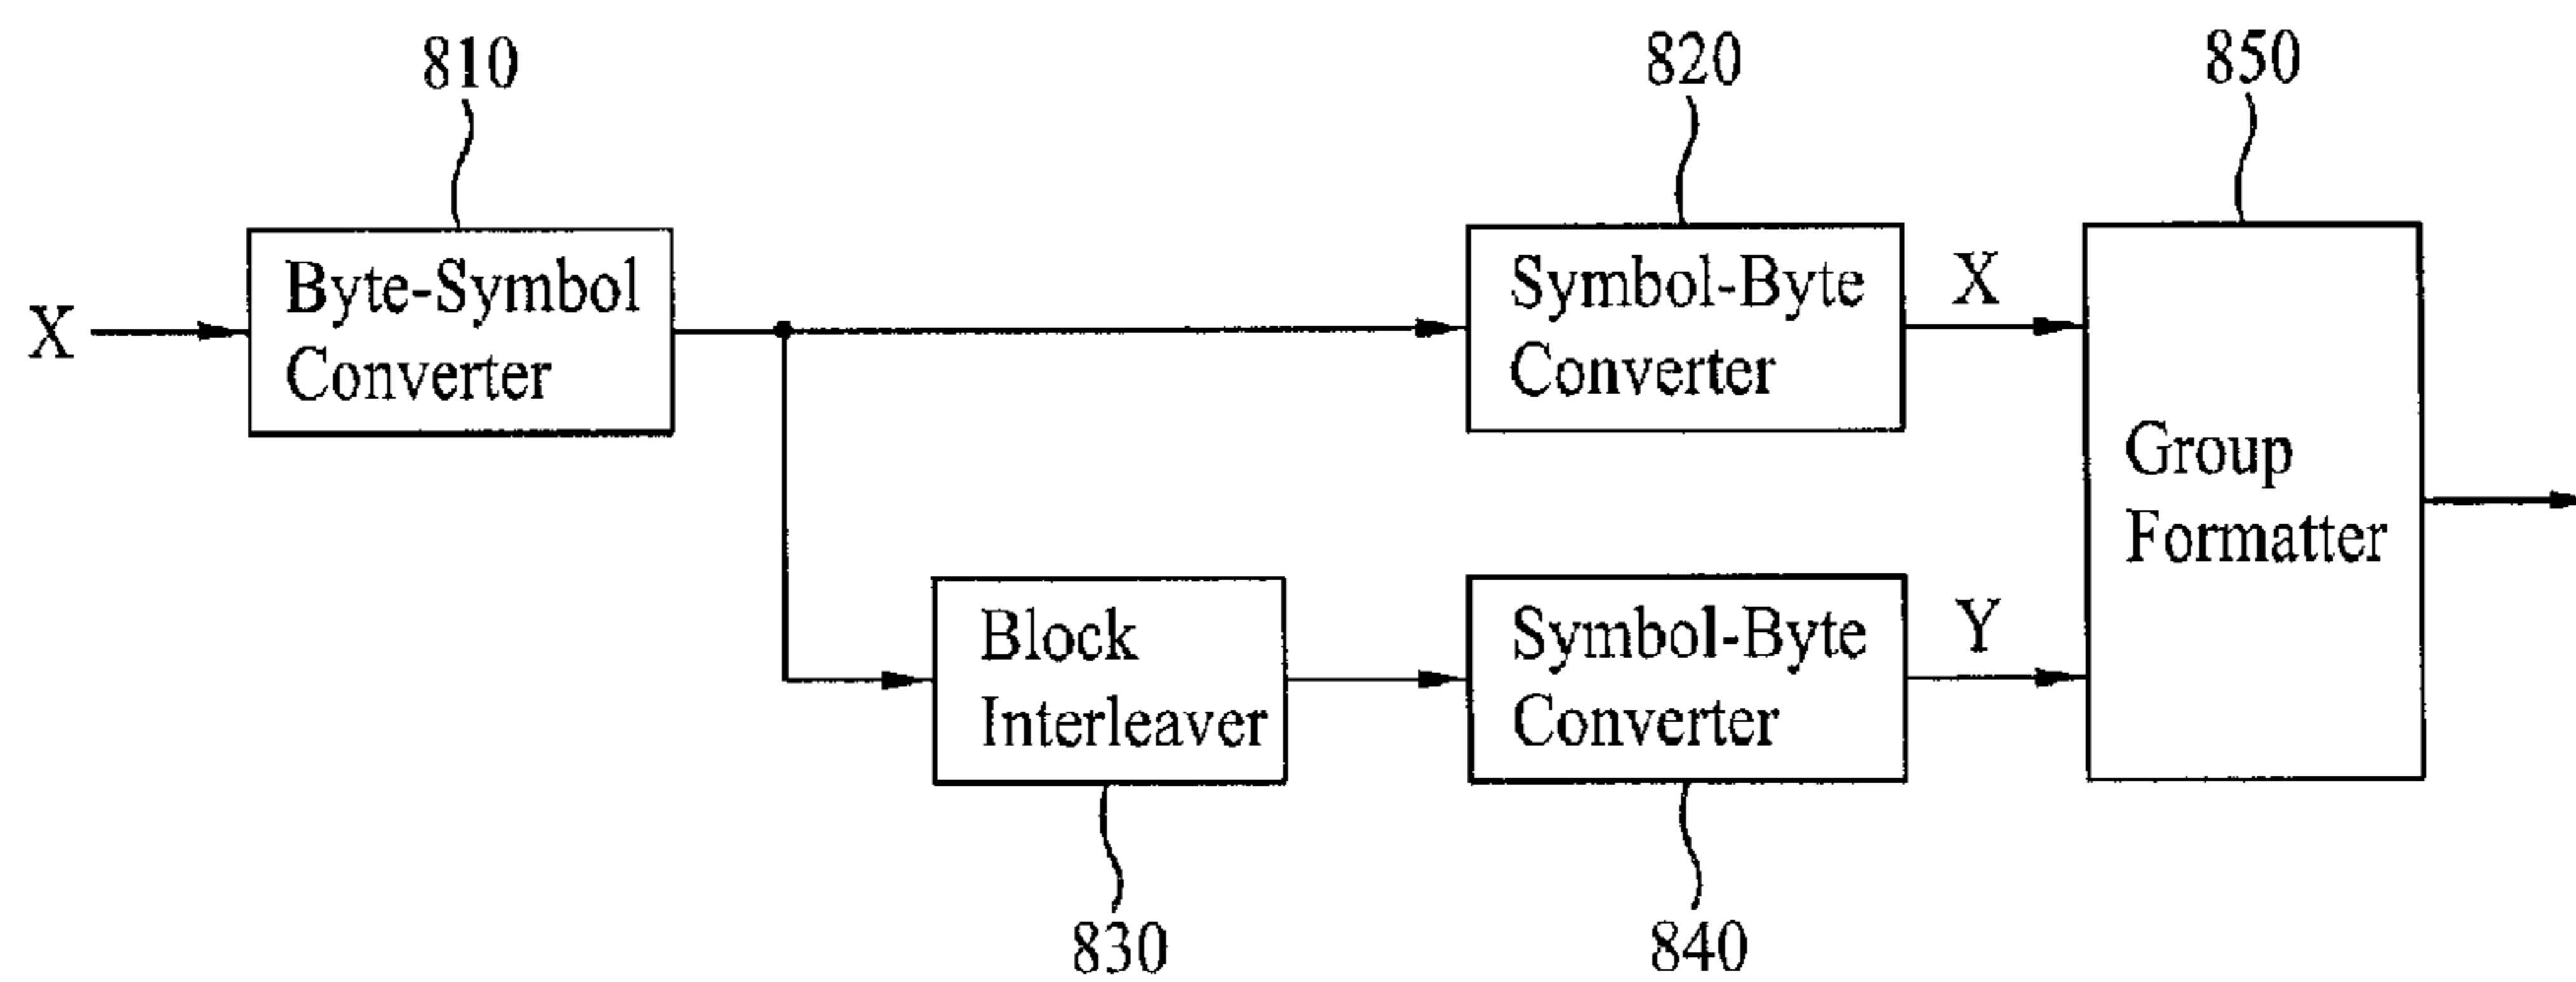 810
820
850
X
Byte-Symbol
Converter
Symbol-Byte
Converter
X
Group
Formatter
Block
Interleaver
Symbol-Byte
Converter
Y
830
840